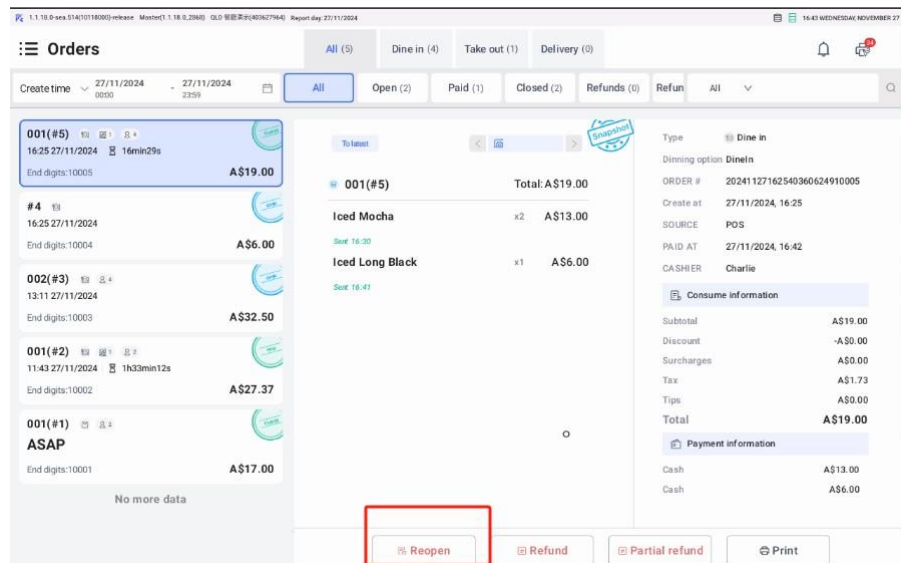 1.1.18.0-sea.514(10118000)-release Master(1.1.18.0_2868) Report day: 27/11/2024
16:43 WEDNESDAY, NOVEMBER 27
Orders
All (5) Dine in (4) Take out (1) Delivery (0)
24
Create time 27/11/2024 00:00 - 27/11/2024 23:59
All Open (2) Paid (1) Closed (2) Refunds (0) Refun All
001(#5)
16:25 27/11/2024 16min29s
End digits:10005 A$19.00
#4
16:25 27/11/2024
End digits:10004 A$6.00
002(#3) 4
13:11 27/11/2024
End digits:10003 A$32.50
001(#2) 2
11:43 27/11/2024 1h33min12s
End digits:10002 A$27.37
001(#1) 2
ASAP
End digits:10001 A$17.00
No more data
To latest
Snapshot
001(#5) Total:A$19.00
Iced Mocha x2 A$13.00
Sent 16:30
Iced Long Black x1 A$6.00
Sent 16:41
Type Dine in
Dinning option DineIn
ORDER # 20241127162540360624910005
Create at 27/11/2024, 16:25
SOURCE POS
PAID AT 27/11/2024, 16:42
CASHIER Charlie
Consume information
Subtotal A$19.00
Discount -A$0.00
Surcharges A$0.00
Tax A$1.73
Tips A$0.00
Total A$19.00
Payment information
Cash A$13.00
Cash A$6.00
Reopen Refund Partial refund Print